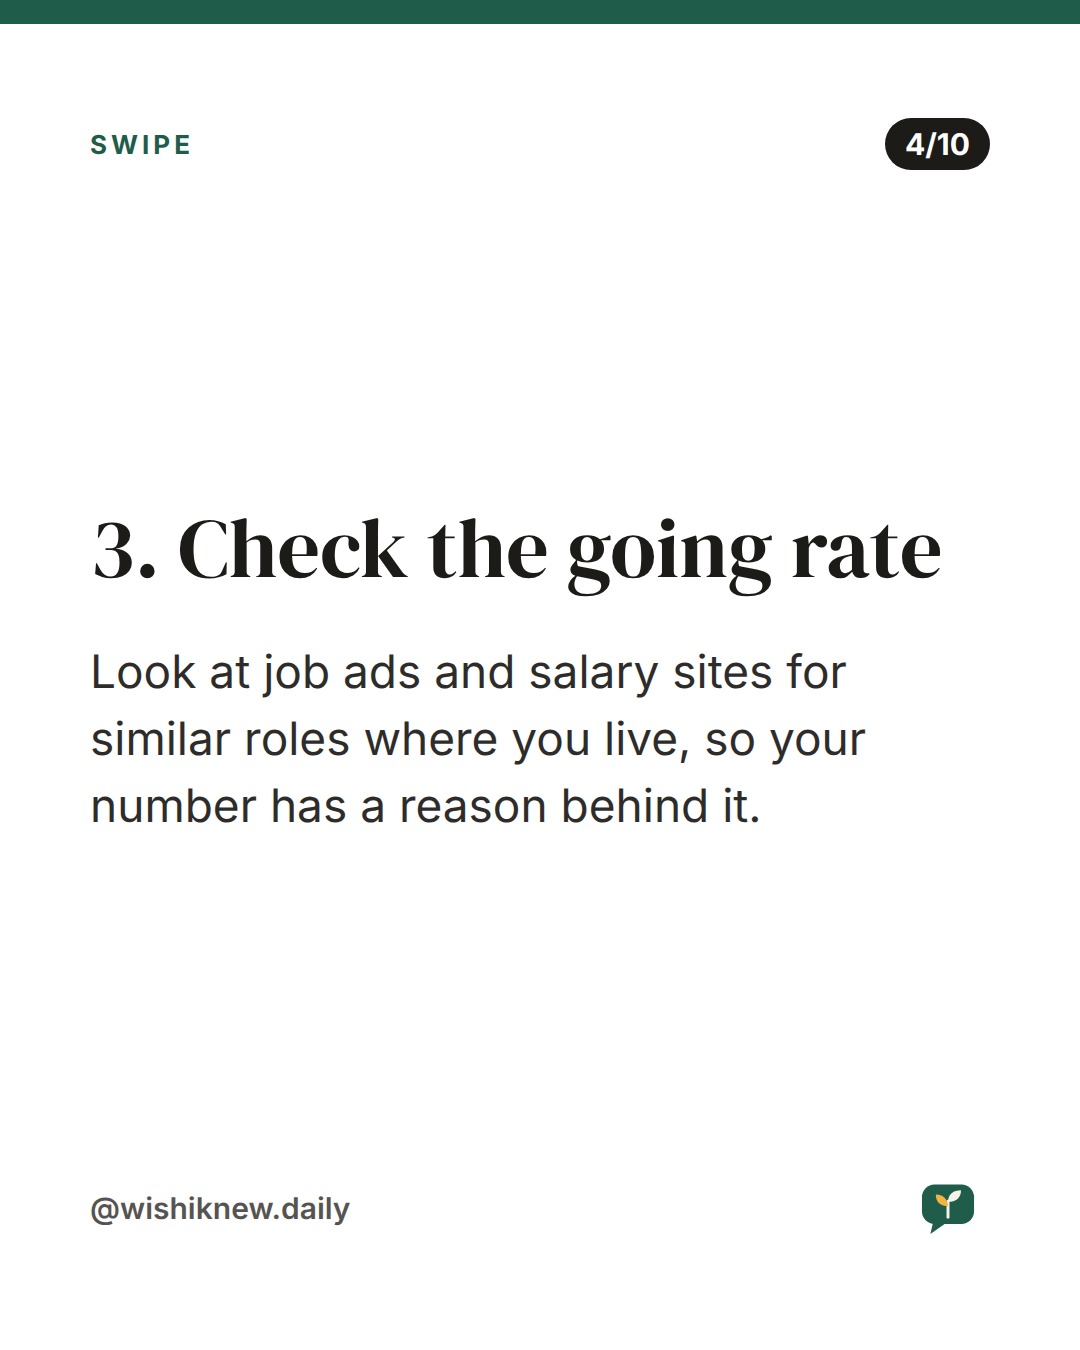 SWIPE
4/10
3. Check the going rate
Look at job ads and salary sites for
similar roles where you live, so your
number has a reason behind it.
@wishiknew.daily